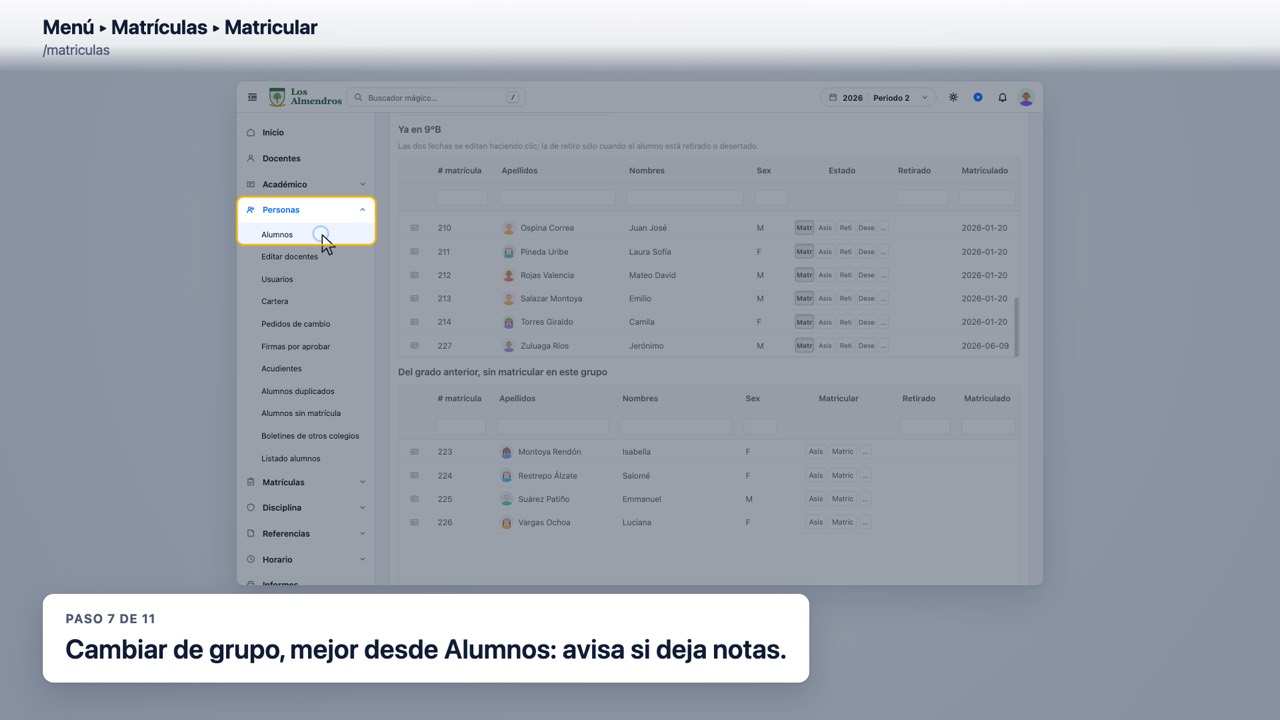 Menú ▸ Matrículas ▸ Matricular
/matriculas
Los Almendros
Buscador mágico...
/
2026
Periodo 2
Inicio
Docentes
Académico
Personas
Alumnos
Editar docentes
Usuarios
Cartera
Pedidos de cambio
Firmas por aprobar
Acudientes
Alumnos duplicados
Alumnos sin matrícula
Boletines de otros colegios
Listado alumnos
Matrículas
Disciplina
Referencias
Horario
Informes
Ya en 9°B
Las dos fechas se editan haciendo clic; la de retiro sólo cuando el alumno está retirado o desertado.
# matrícula Apellidos Nombres Sex Estado Retirado Matriculado
210 Ospina Correa Juan José M Matr Asis Reti Dese ... 2026-01-20
211 Pineda Uribe Laura Sofía F Matr Asis Reti Dese ... 2026-01-20
212 Rojas Valencia Mateo David M Matr Asis Reti Dese ... 2026-01-20
213 Salazar Montoya Emilio M Matr Asis Reti Dese ... 2026-01-20
214 Torres Giraldo Camila F Matr Asis Reti Dese ... 2026-01-20
227 Zuluaga Ríos Jerónimo M Matr Asis Reti Dese ... 2026-06-09
Del grado anterior, sin matricular en este grupo
# matrícula Apellidos Nombres Sex Matricular Retirado Matriculado
223 Montoya Rendón Isabella F Asis Matric ...
224 Restrepo Álzate Salomé F Asis Matric ...
225 Suárez Patiño Emmanuel M Asis Matric ...
226 Vargas Ochoa Luciana F Asis Matric ...
PASO 7 DE 11
Cambiar de grupo, mejor desde Alumnos: avisa si deja notas.